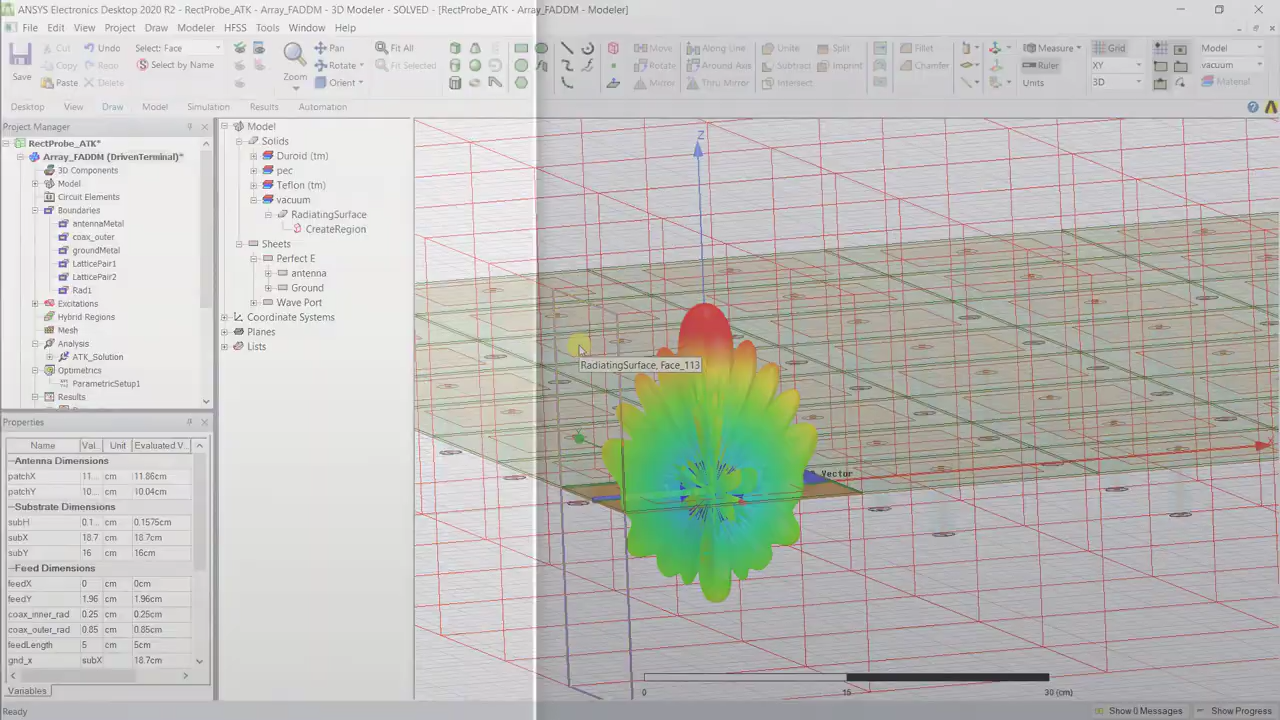 ANSYS Electronics Desktop 2020 R2 - RectProbe_ATK - Array_FADDM - 3D Modeler - SOLVED - [RectProbe_ATK - Array_FADDM - Modeler]
File Edit View Project Draw Modeler HFSS Tools Window Help
Save
Cut
Copy
Paste
Undo
Redo
Delete
Select: Face
Select by Name
Zoom
Pan
Rotate
Orient
Fit All
Fit Selected
Move
Rotate
Mirror
Along Line
Around Axis
Thru Mirror
Unite
Subtract
Intersect
Split
Imprint
Fillet
Chamfer
Measure
Ruler
Units
Grid
XY
3D
Model
vacuum
Material
Desktop View Draw Model Simulation Results Automation
Project Manager
RectProbe_ATK*
Array_FADDM (DrivenTerminal)*
3D Components
Model
Circuit Elements
Boundaries
antennaMetal
coax_outer
groundMetal
LatticePair1
LatticePair2
Rad1
Excitations
Hybrid Regions
Mesh
Analysis
ATK_Solution
Optimetrics
ParametricSetup1
Results
Model
Solids
Duroid (tm)
pec
Teflon (tm)
vacuum
RadiatingSurface
CreateRegion
Sheets
Perfect E
antenna
Ground
Wave Port
Coordinate Systems
Planes
Lists
Properties
Name Val.. Unit Evaluated V..
Antenna Dimensions
patchX 11... cm 11.86cm
patchY 10... cm 10.04cm
Substrate Dimensions
subH 0.1... cm 0.1575cm
subX 18.7 cm 18.7cm
subY 16 cm 16cm
Feed Dimensions
feedX 0 cm 0cm
feedY 1.96 cm 1.96cm
coax_inner_rad 0.25 cm 0.25cm
coax_outer_rad 0.85 cm 0.85cm
feedLength 5 cm 5cm
gnd_x subX 18.7cm
Variables
Z
RadiatingSurface, Face_113
Vector
0 15 30 (cm)
Ready
Show 0 Messages
Show Progress